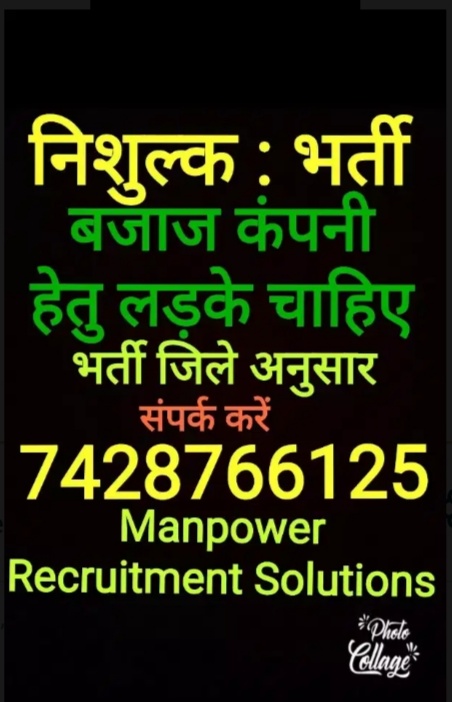 निशुल्क : भर्ती
बजाज कंपनी
हेतु लड़के चाहिए
भर्ती जिले अनुसार
संपर्क करें
7428766125
Manpower
Recruitment Solutions
Photo
Collage